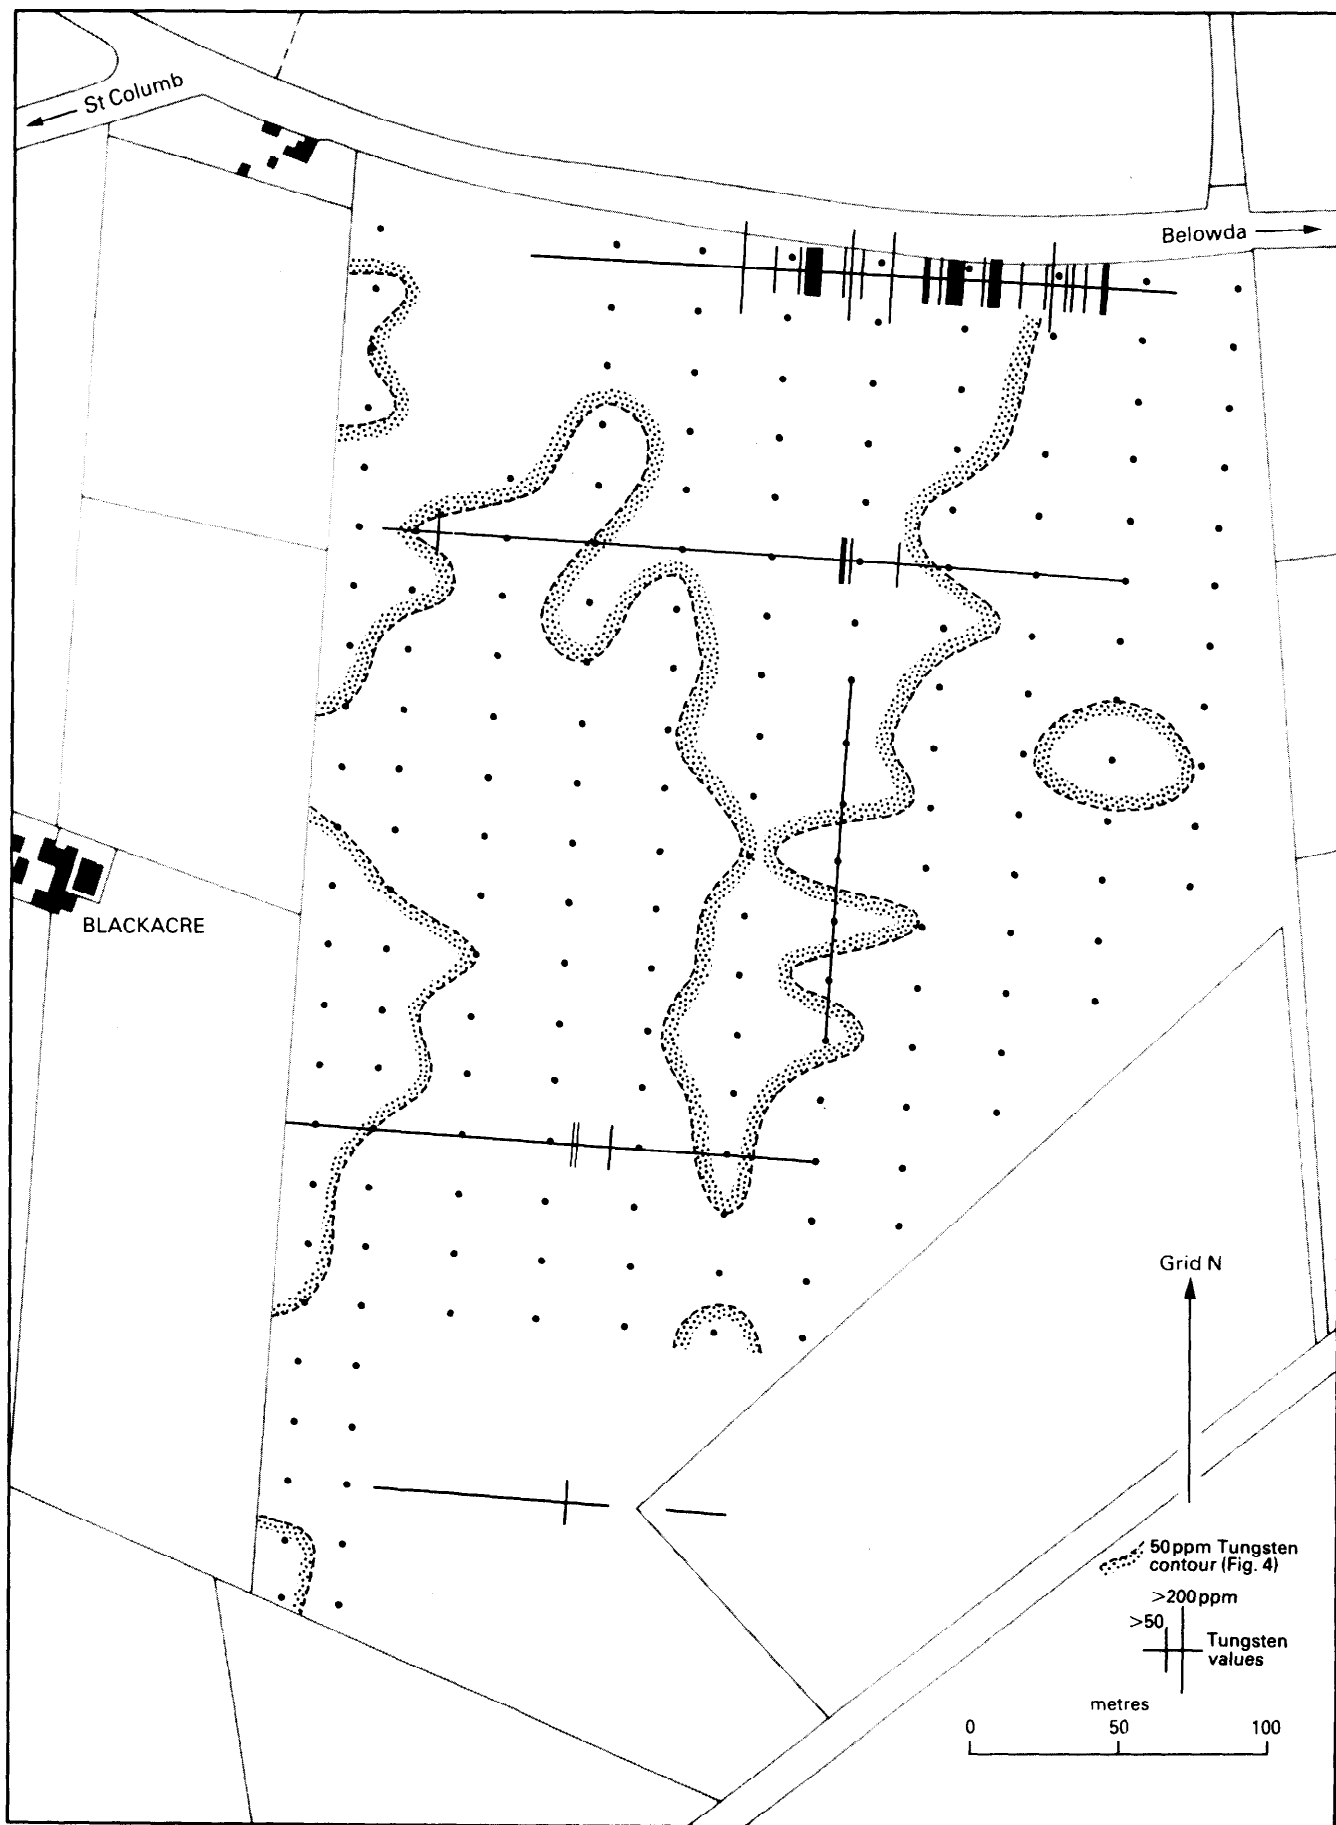 St Columb
Belowda
BLACKACRE
Grid N
50ppm Tungsten
contour (Fig. 4)
>200ppm
>50
Tungsten
values
metres
0 50 100